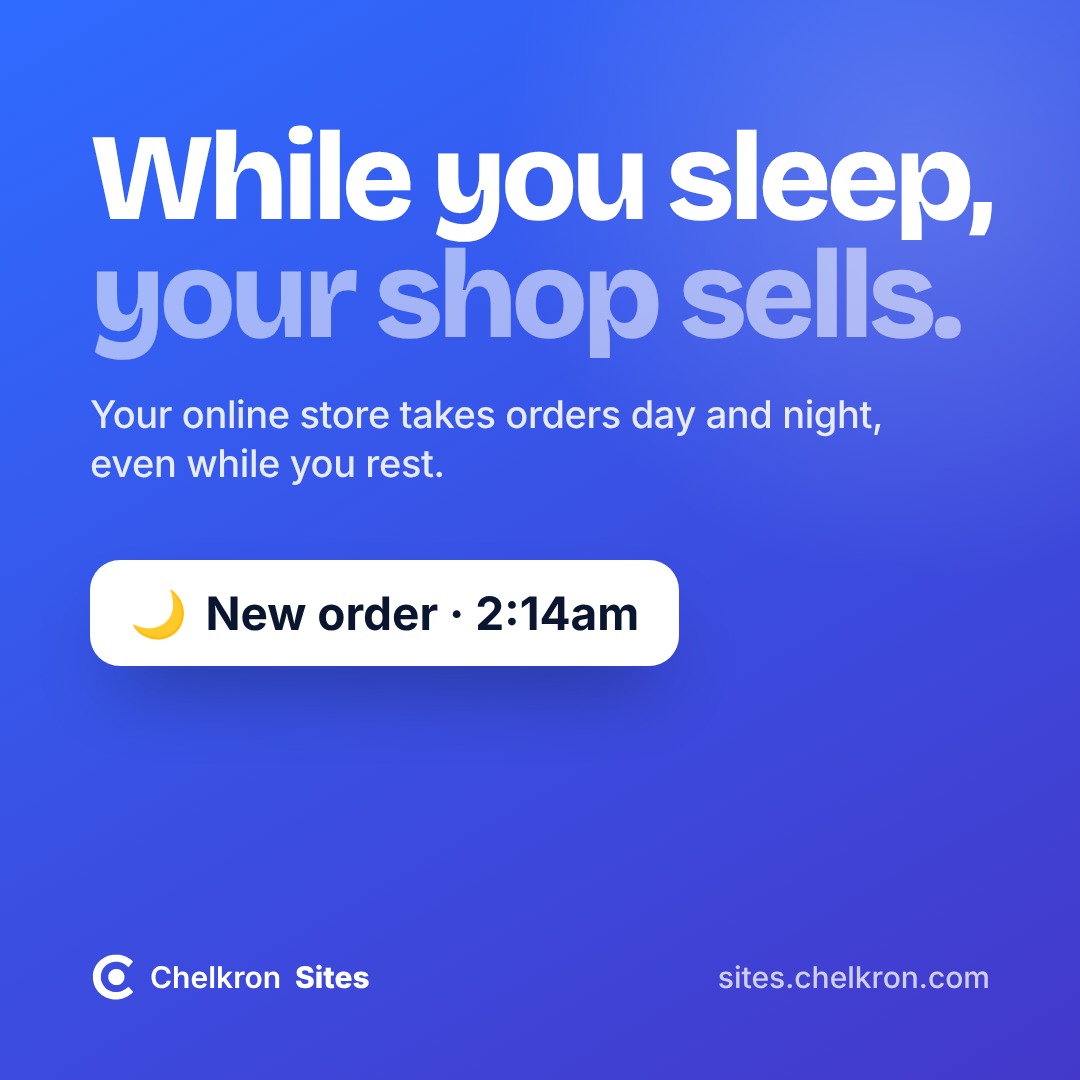 While you sleep,
your shop sells.
Your online store takes orders day and night,
even while you rest.
🌙 New order · 2:14am
Chelkron Sites
sites.chelkron.com